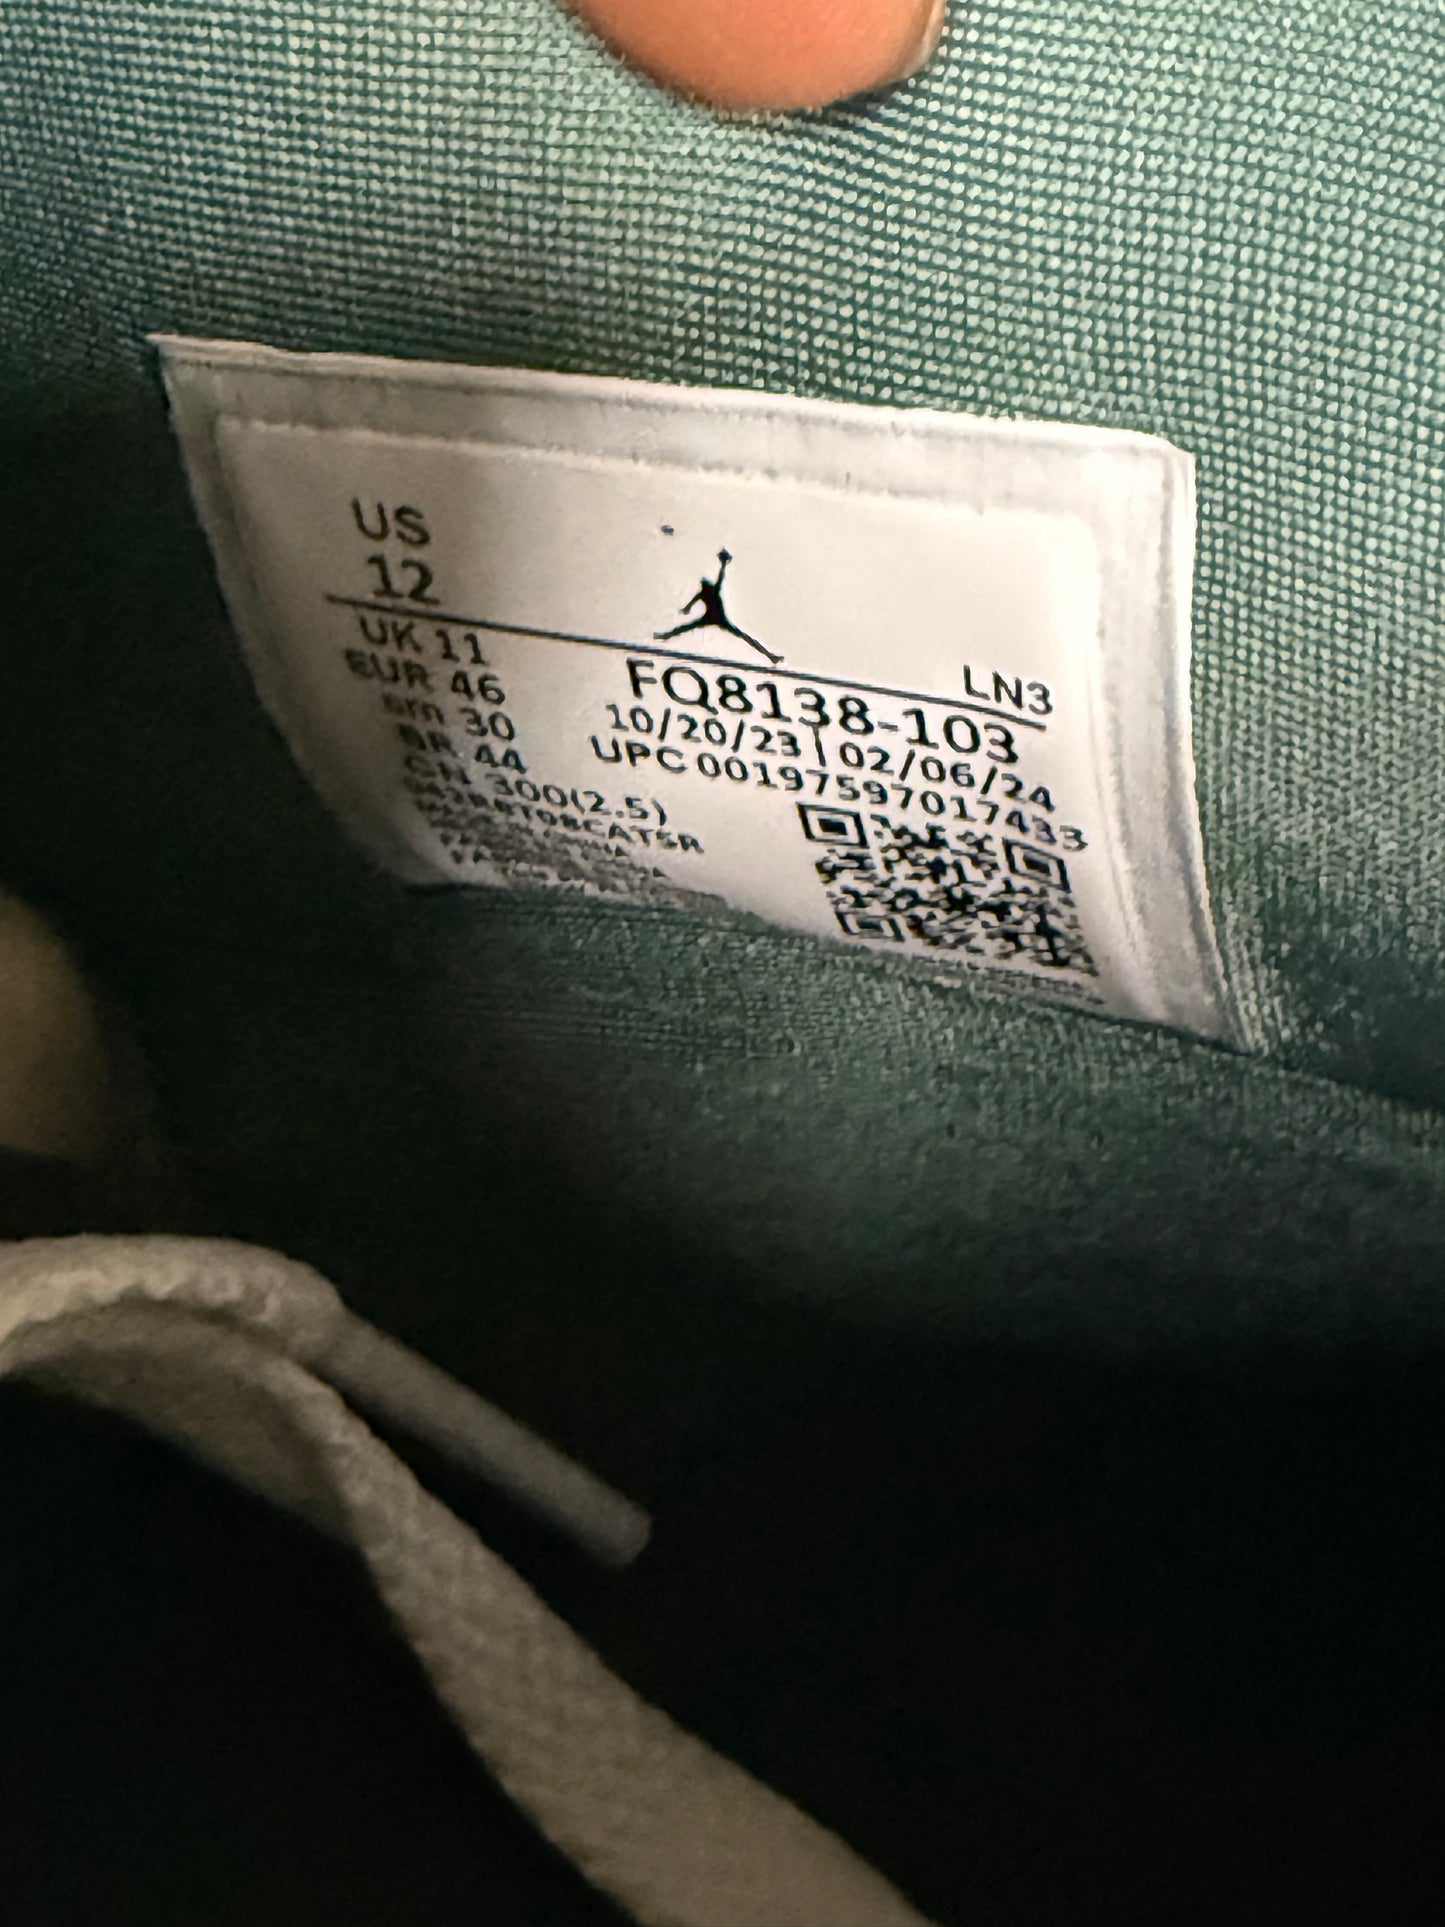 US
12
LN3
UK 11
EUR 46
cm 30
BR 44
CN 300(2.5)
FQ8138-103
10/20/23 | 02/06/24
UPC 00197597017433